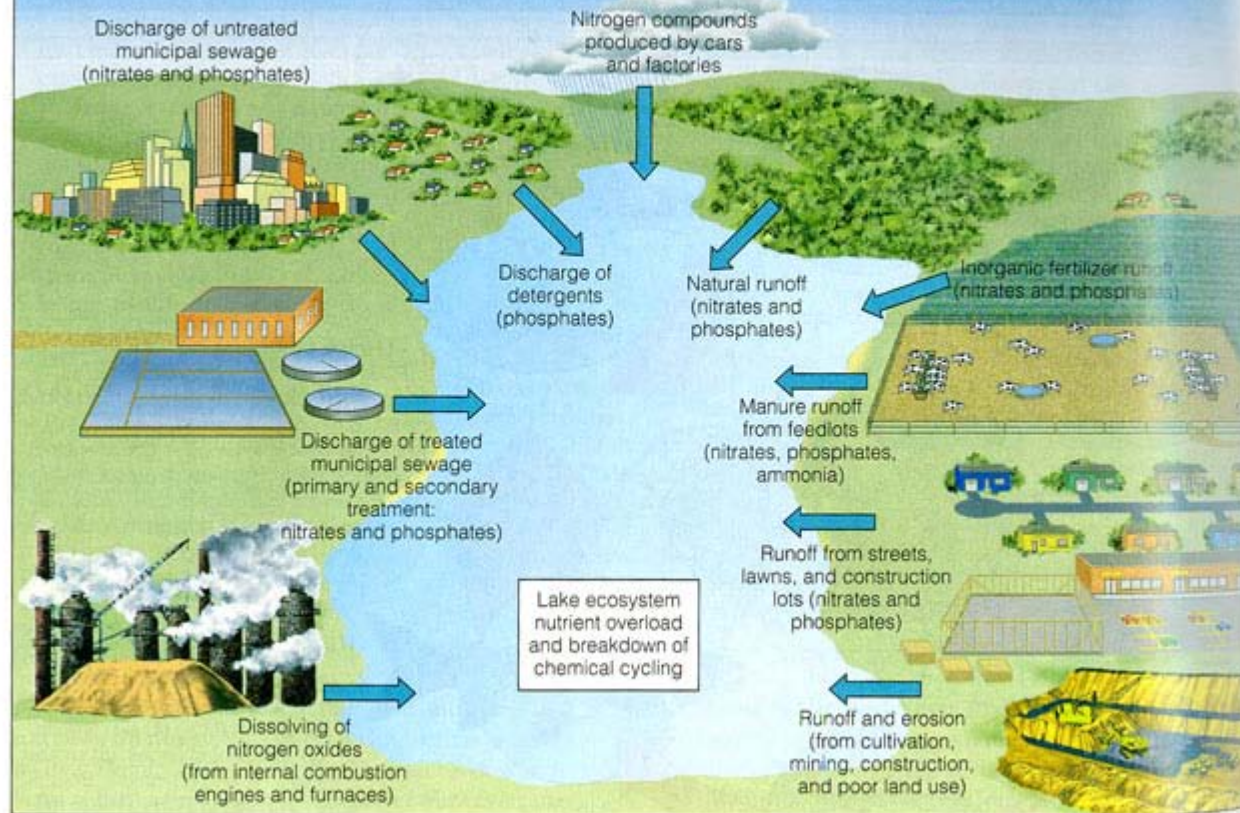 Discharge of untreated
municipal sewage
(nitrates and phosphates)
Nitrogen compounds
produced by cars
and factories
Discharge of
detergents
(phosphates)
Natural runoff
(nitrates and
phosphates)
Inorganic fertilizer runoff
(nitrates and phosphates)
Discharge of treated
municipal sewage
(primary and secondary
treatment:
nitrates and phosphates)
Manure runoff
from feedlots
(nitrates, phosphates,
ammonia)
Runoff from streets,
lawns, and construction
lots (nitrates and
phosphates)
Lake ecosystem
nutrient overload
and breakdown of
chemical cycling
Dissolving of
nitrogen oxides
(from internal combustion
engines and furnaces)
Runoff and erosion
(from cultivation,
mining, construction,
and poor land use)